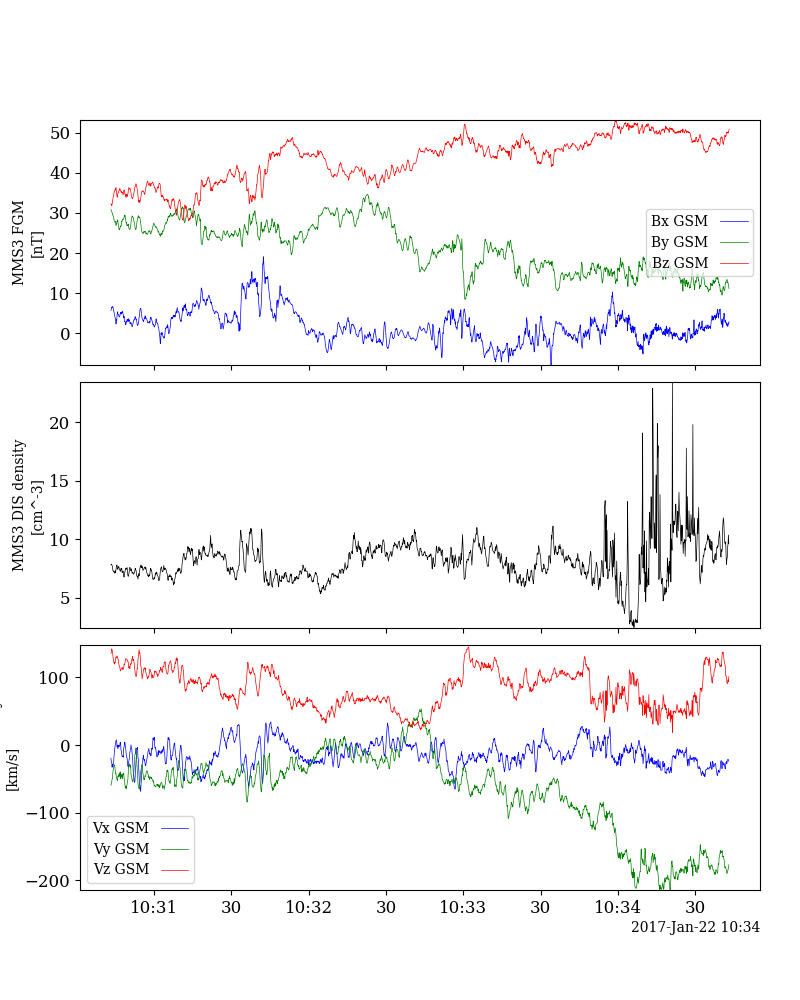 50
40
30
20
10
0
MMS3 FGM
[nT]
Bx GSM
By GSM
Bz GSM
20
15
10
5
MMS3 DIS density
[cm^-3]
100
0
−100
−200
[km/s]
Vx GSM
Vy GSM
Vz GSM
10:31 30 10:32 30 10:33 30 10:34 30
2017-Jan-22 10:34